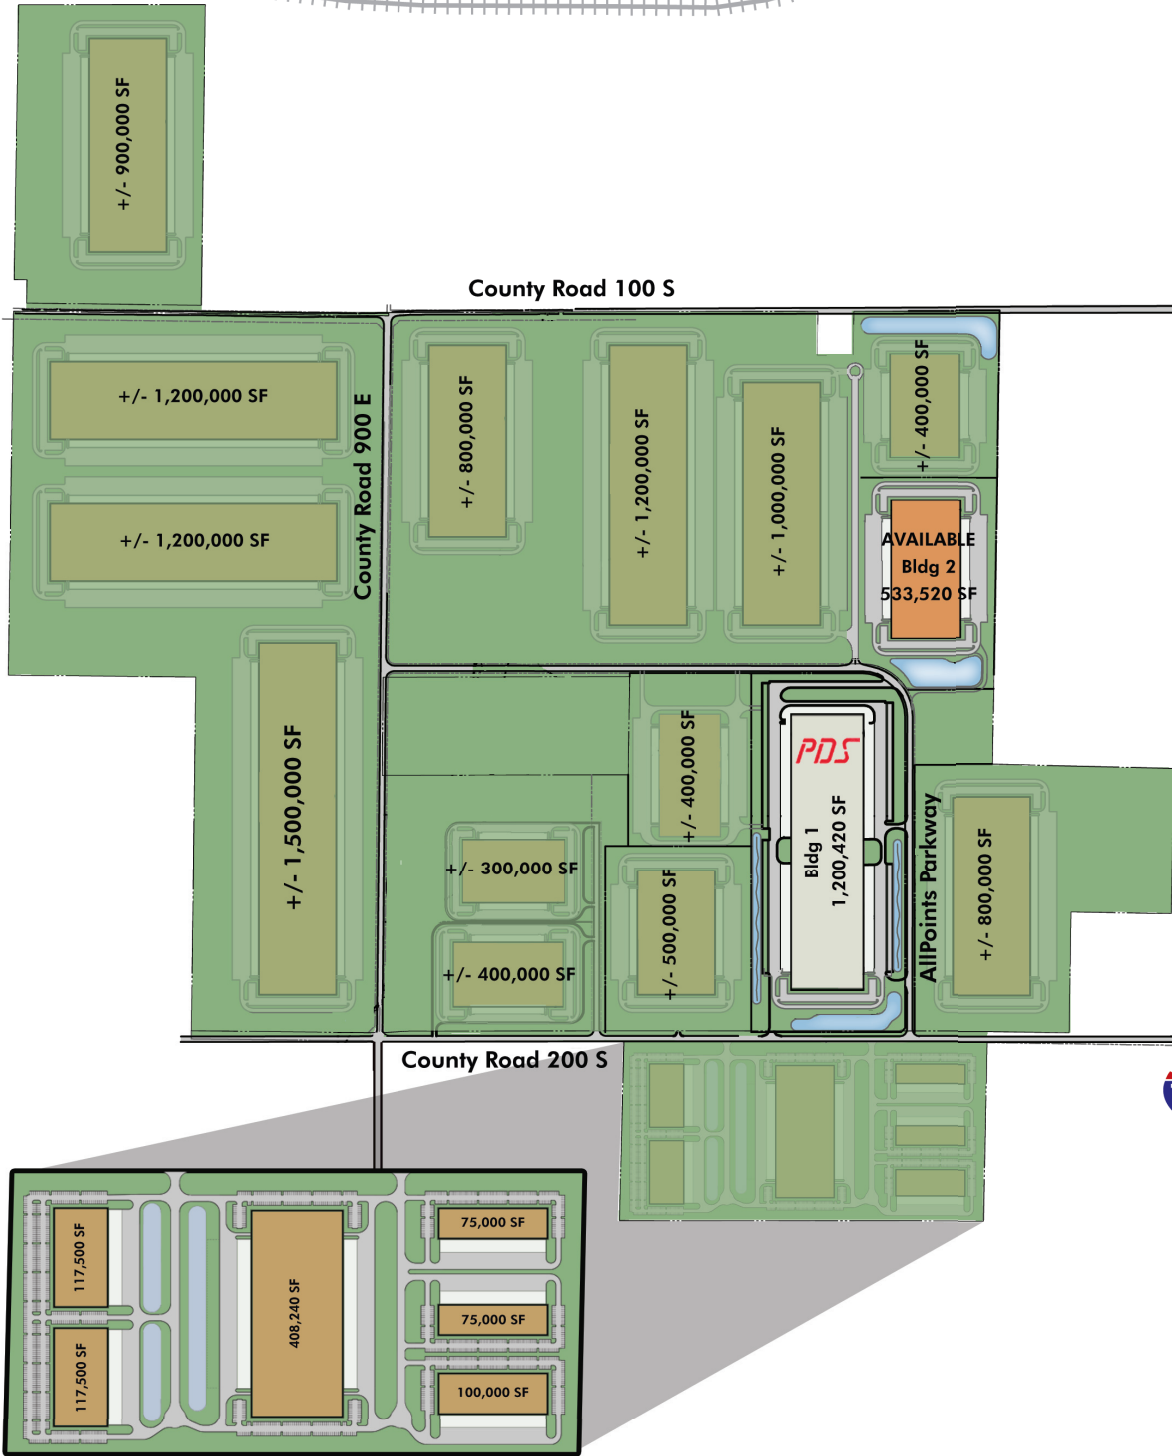 +/- 900,000 SF
County Road 100 S
+/- 1,200,000 SF
+/- 1,200,000 SF
County Road 900 E
+/- 800,000 SF
+/- 1,200,000 SF
+/- 1,000,000 SF
+/- 400,000 SF
AVAILABLE
Bldg 2
533,520 SF
+/- 1,500,000 SF
+/- 400,000 SF
PDS
Bldg 1
1,200,420 SF
AllPoints Parkway
+/- 800,000 SF
+/- 300,000 SF
+/- 400,000 SF
+/- 500,000 SF
County Road 200 S
117,500 SF
117,500 SF
408,240 SF
75,000 SF
75,000 SF
100,000 SF